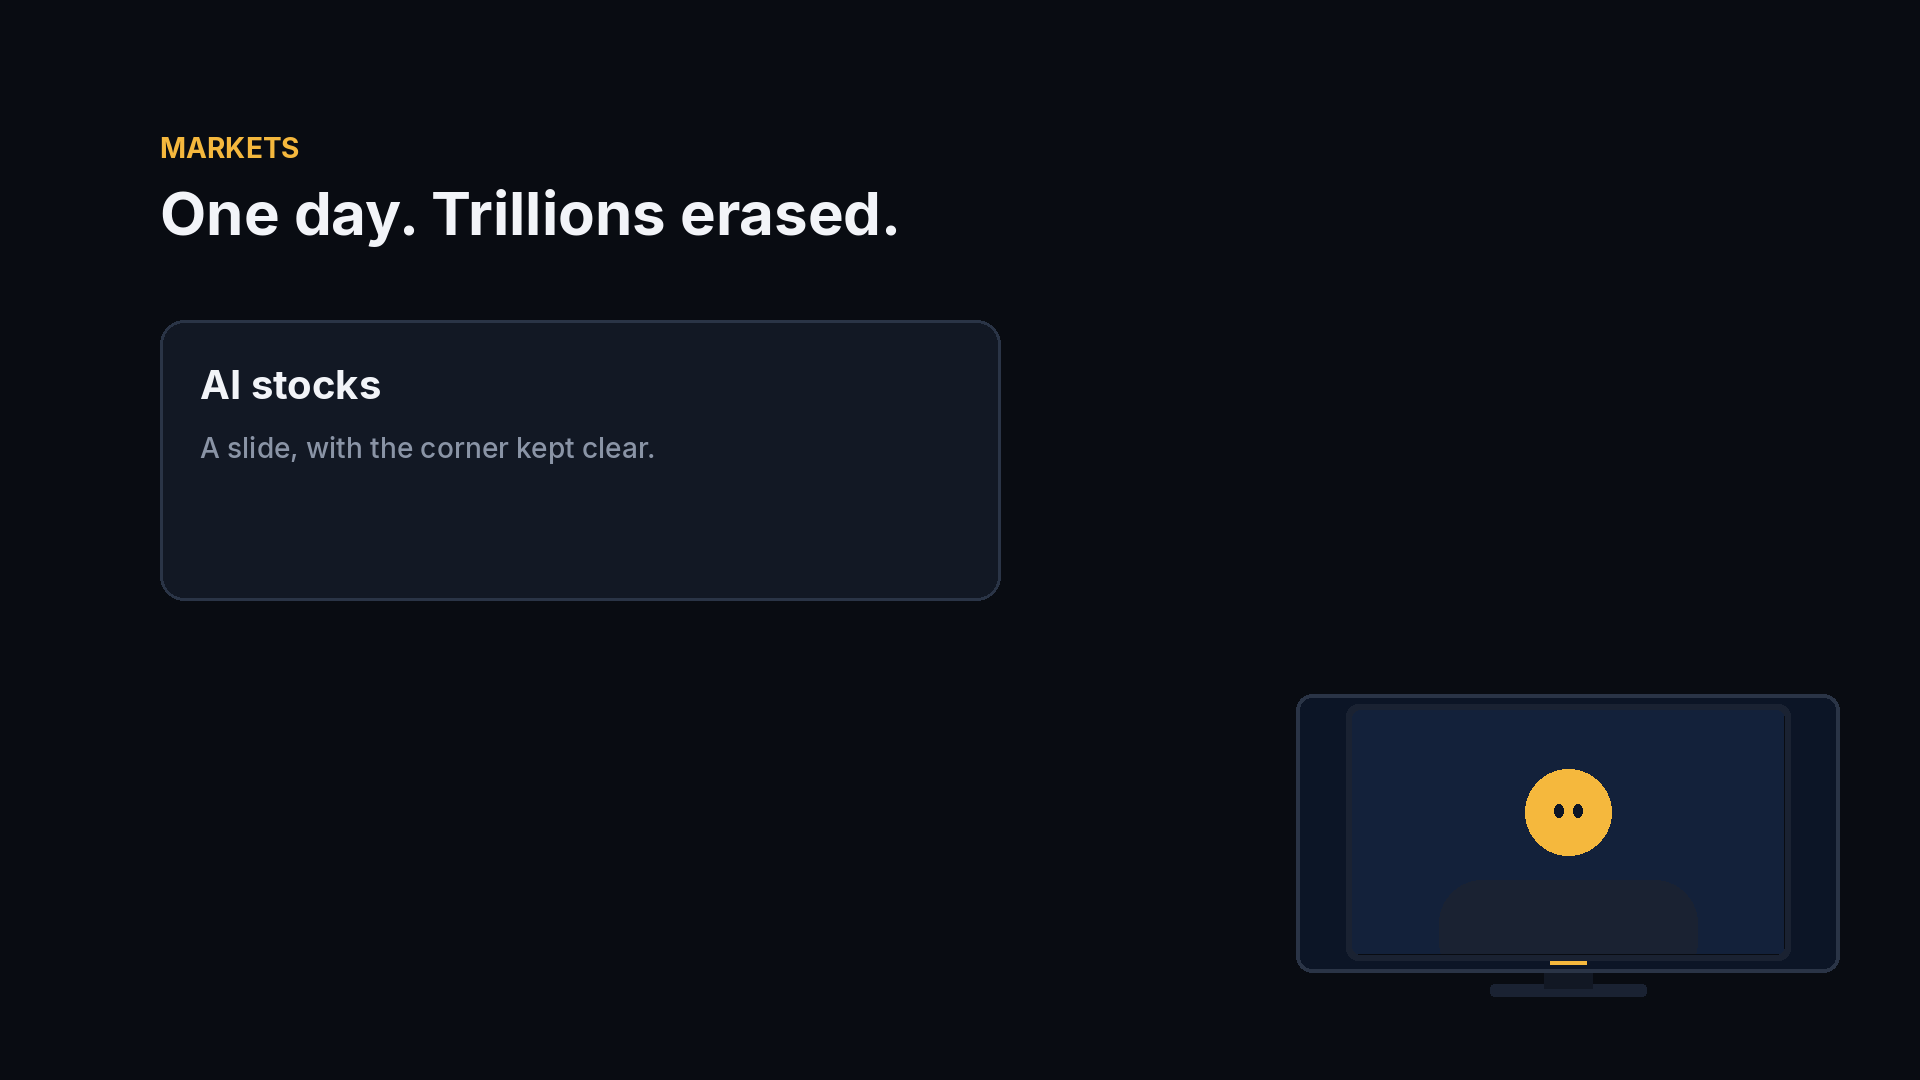 MARKETS
One day. Trillions erased.
AI stocks
A slide, with the corner kept clear.